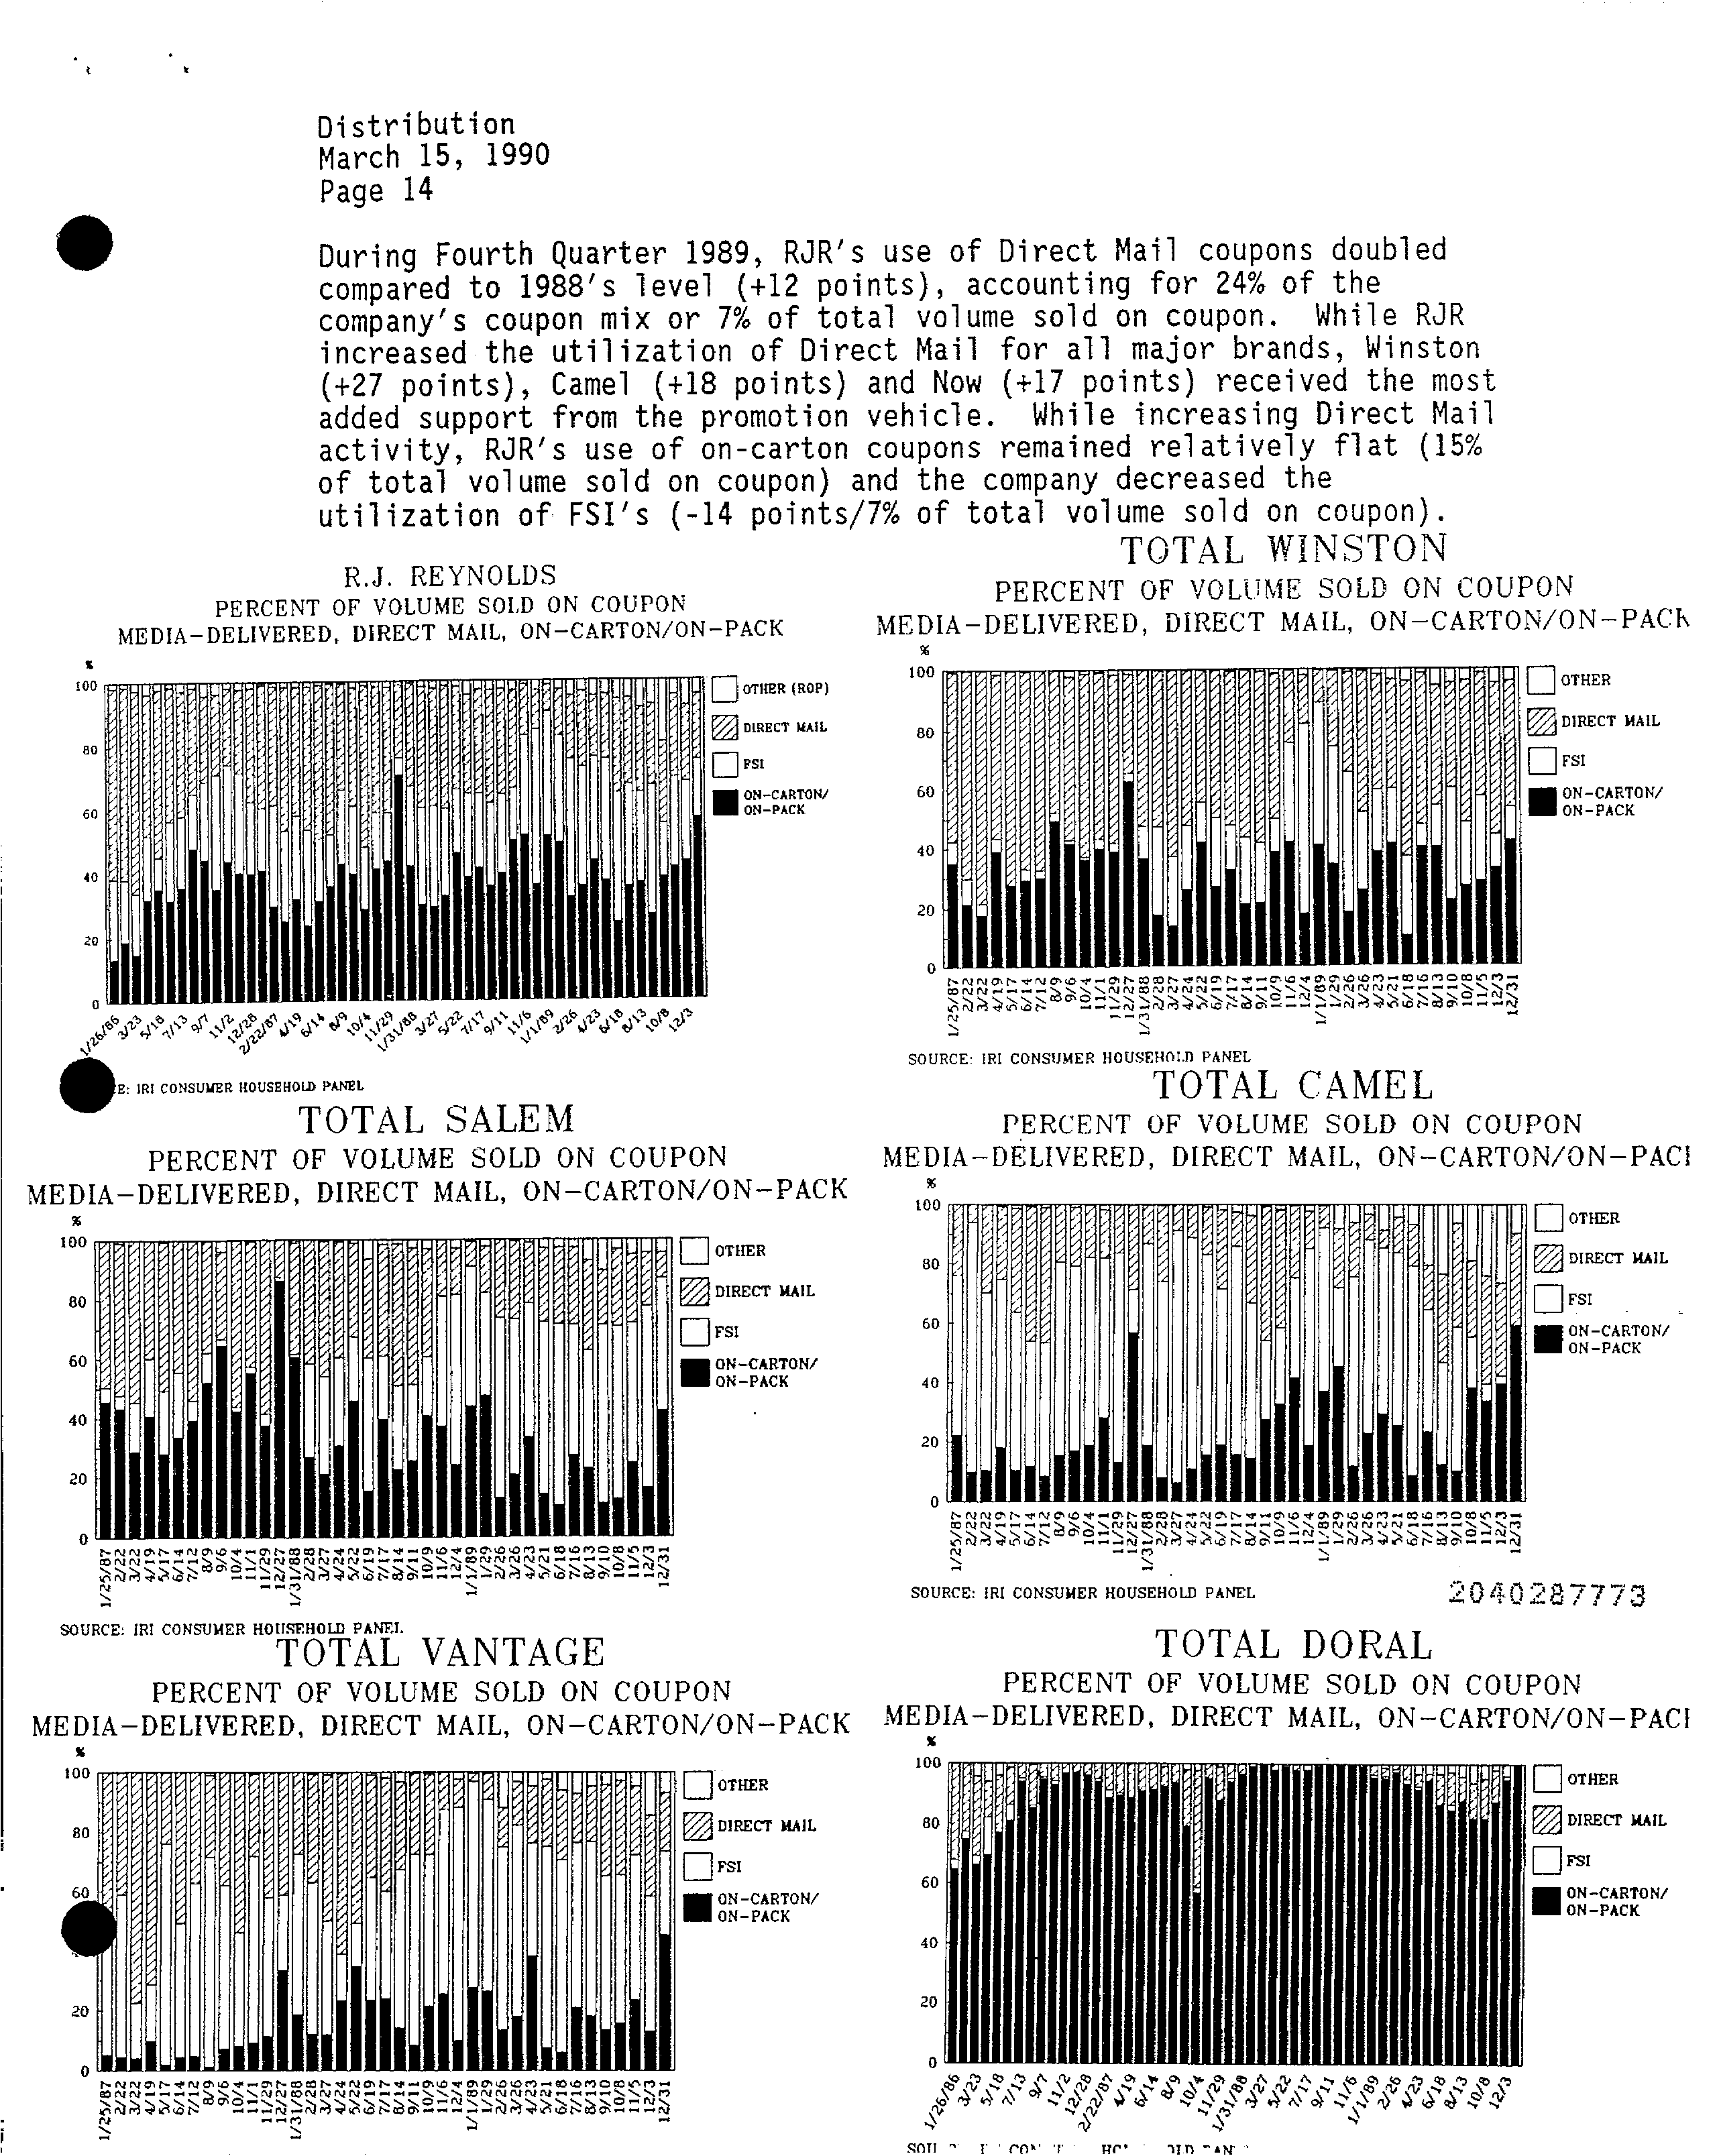 Distribution
March 15, 1990
Page 14
During Fourth Quarter 1989, RJR's use of Direct Mail coupons doubled
compared to 1988's level (+12 points), accounting for 24% of the
company's coupon mix or 7% of total volume sold on coupon. While RJR
increased the utilization of Direct Mail for all major brands, Winston
(+27 points), Camel (+18 points) and Now (+17 points) received the most
added support from the promotion vehicle. While increasing Direct Mail
activity, RJR's use of on-carton coupons remained relatively flat (15%
of total volume sold on coupon) and the company decreased the
utilization of FSI's (-14 points/7% of total volume sold on coupon).
R.J. REYNOLDS
PERCENT OF VOLUME SOLD ON COUPON
MEDIA-DELIVERED, DIRECT MAIL, ON-CARTON/ON-PACK
%
100
80
60
40
20
0
OTHER (ROP)
DIRECT MAIL
FSI
ON-CARTON/
ON-PACK
1/26/86 3/23 5/18 7/13 9/7 11/2 12/28 2/22/87 4/19 6/14 8/9 10/4 11/29 1/31/88 3/27 5/22 7/17 9/11 11/6 1/1/89 2/26 4/23 6/18 8/13 10/8 12/3
E: IRI CONSUMER HOUSEHOLD PANEL
TOTAL WINSTON
PERCENT OF VOLUME SOLD ON COUPON
MEDIA-DELIVERED, DIRECT MAIL, ON-CARTON/ON-PACK
%
100
80
60
40
20
0
OTHER
DIRECT MAIL
FSI
ON-CARTON/
ON-PACK
1/25/87 2/22 3/22 4/19 5/17 6/14 7/12 8/9 9/6 10/4 11/1 11/29 12/27 1/31/88 2/28 3/27 4/24 5/22 6/19 7/17 8/14 9/11 10/9 11/6 12/4 1/1/89 1/29 2/26 3/26 4/23 5/21 6/18 7/16 8/13 9/10 10/8 11/5 12/3 12/31
SOURCE: IRI CONSUMER HOUSEHOLD PANEL
TOTAL SALEM
PERCENT OF VOLUME SOLD ON COUPON
MEDIA-DELIVERED, DIRECT MAIL, ON-CARTON/ON-PACK
%
100
80
60
40
20
0
OTHER
DIRECT MAIL
FSI
ON-CARTON/
ON-PACK
1/25/87 2/22 3/22 4/19 5/17 6/14 7/12 8/9 9/6 10/4 11/1 11/29 12/27 1/31/88 2/28 3/27 4/24 5/22 6/19 7/17 8/14 9/11 10/9 11/6 12/4 1/1/89 1/29 2/26 3/26 4/23 5/21 6/18 7/16 8/13 9/10 10/8 11/5 12/3 12/31
SOURCE: IRI CONSUMER HOUSEHOLD PANEL
TOTAL CAMEL
PERCENT OF VOLUME SOLD ON COUPON
MEDIA-DELIVERED, DIRECT MAIL, ON-CARTON/ON-PAC
%
100
80
60
40
20
0
OTHER
DIRECT MAIL
FSI
ON-CARTON/
ON-PACK
1/25/87 2/22 3/22 4/19 5/17 6/14 7/12 8/9 9/6 10/4 11/1 11/29 12/27 1/31/88 2/28 3/27 4/24 5/22 6/19 7/17 8/14 9/11 10/9 11/6 12/4 1/1/89 1/29 2/26 3/26 4/23 5/21 6/18 7/16 8/13 9/10 10/8 11/5 12/3 12/31
SOURCE: IRI CONSUMER HOUSEHOLD PANEL
2040287773
TOTAL VANTAGE
PERCENT OF VOLUME SOLD ON COUPON
MEDIA-DELIVERED, DIRECT MAIL, ON-CARTON/ON-PACK
%
100
80
60
20
0
OTHER
DIRECT MAIL
FSI
ON-CARTON/
ON-PACK
1/25/87 2/22 3/22 4/19 5/17 6/14 7/12 8/9 9/6 10/4 11/1 11/29 12/27 1/31/88 2/28 3/27 4/24 5/22 6/19 7/17 8/14 9/11 10/9 11/6 12/4 1/1/89 1/29 2/26 3/26 4/23 5/21 6/18 7/16 8/13 9/10 10/8 11/5 12/3 12/31
TOTAL DORAL
PERCENT OF VOLUME SOLD ON COUPON
MEDIA-DELIVERED, DIRECT MAIL, ON-CARTON/ON-PAC
%
100
80
60
40
20
0
OTHER
DIRECT MAIL
FSI
ON-CARTON/
ON-PACK
1/26/86 3/23 5/18 7/13 9/7 11/2 12/28 2/22/87 4/19 6/14 8/9 10/4 11/29 1/31/88 3/27 5/22 7/17 9/11 11/6 1/1/89 2/26 4/23 6/18 8/13 10/8 12/3